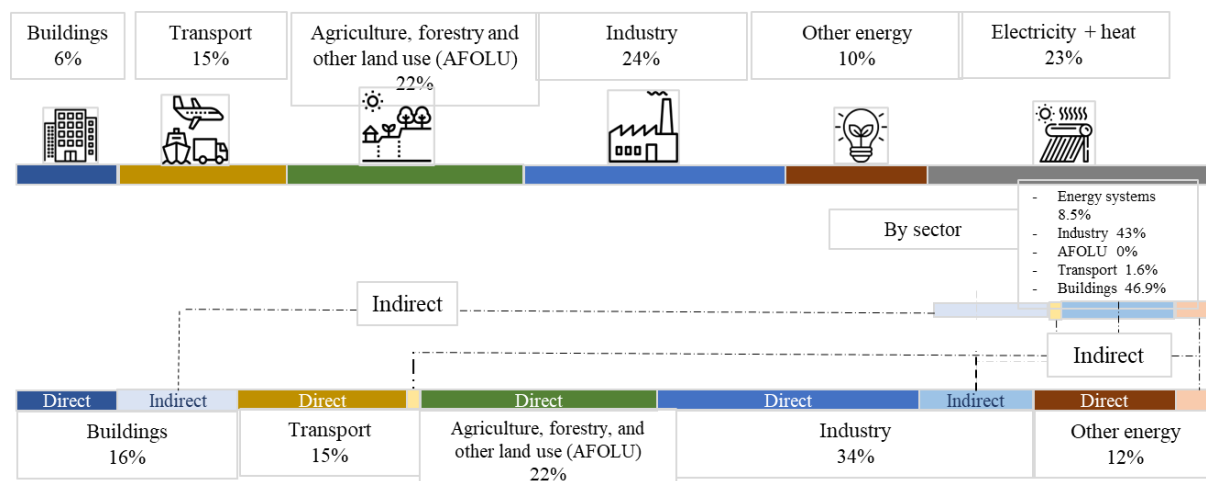 Buildings
6%
Transport
15%
Agriculture, forestry and
other land use (AFOLU)
22%
Industry
24%
Other energy
10%
Electricity + heat
23%
By sector
- Energy systems
8.5%
- Industry 43%
- AFOLU 0%
- Transport 1.6%
- Buildings 46.9%
Indirect
Indirect
Direct
Indirect
Direct
Direct
Direct
Indirect
Direct
Buildings
16%
Transport
15%
Agriculture, forestry, and
other land use (AFOLU)
22%
Industry
34%
Other energy
12%